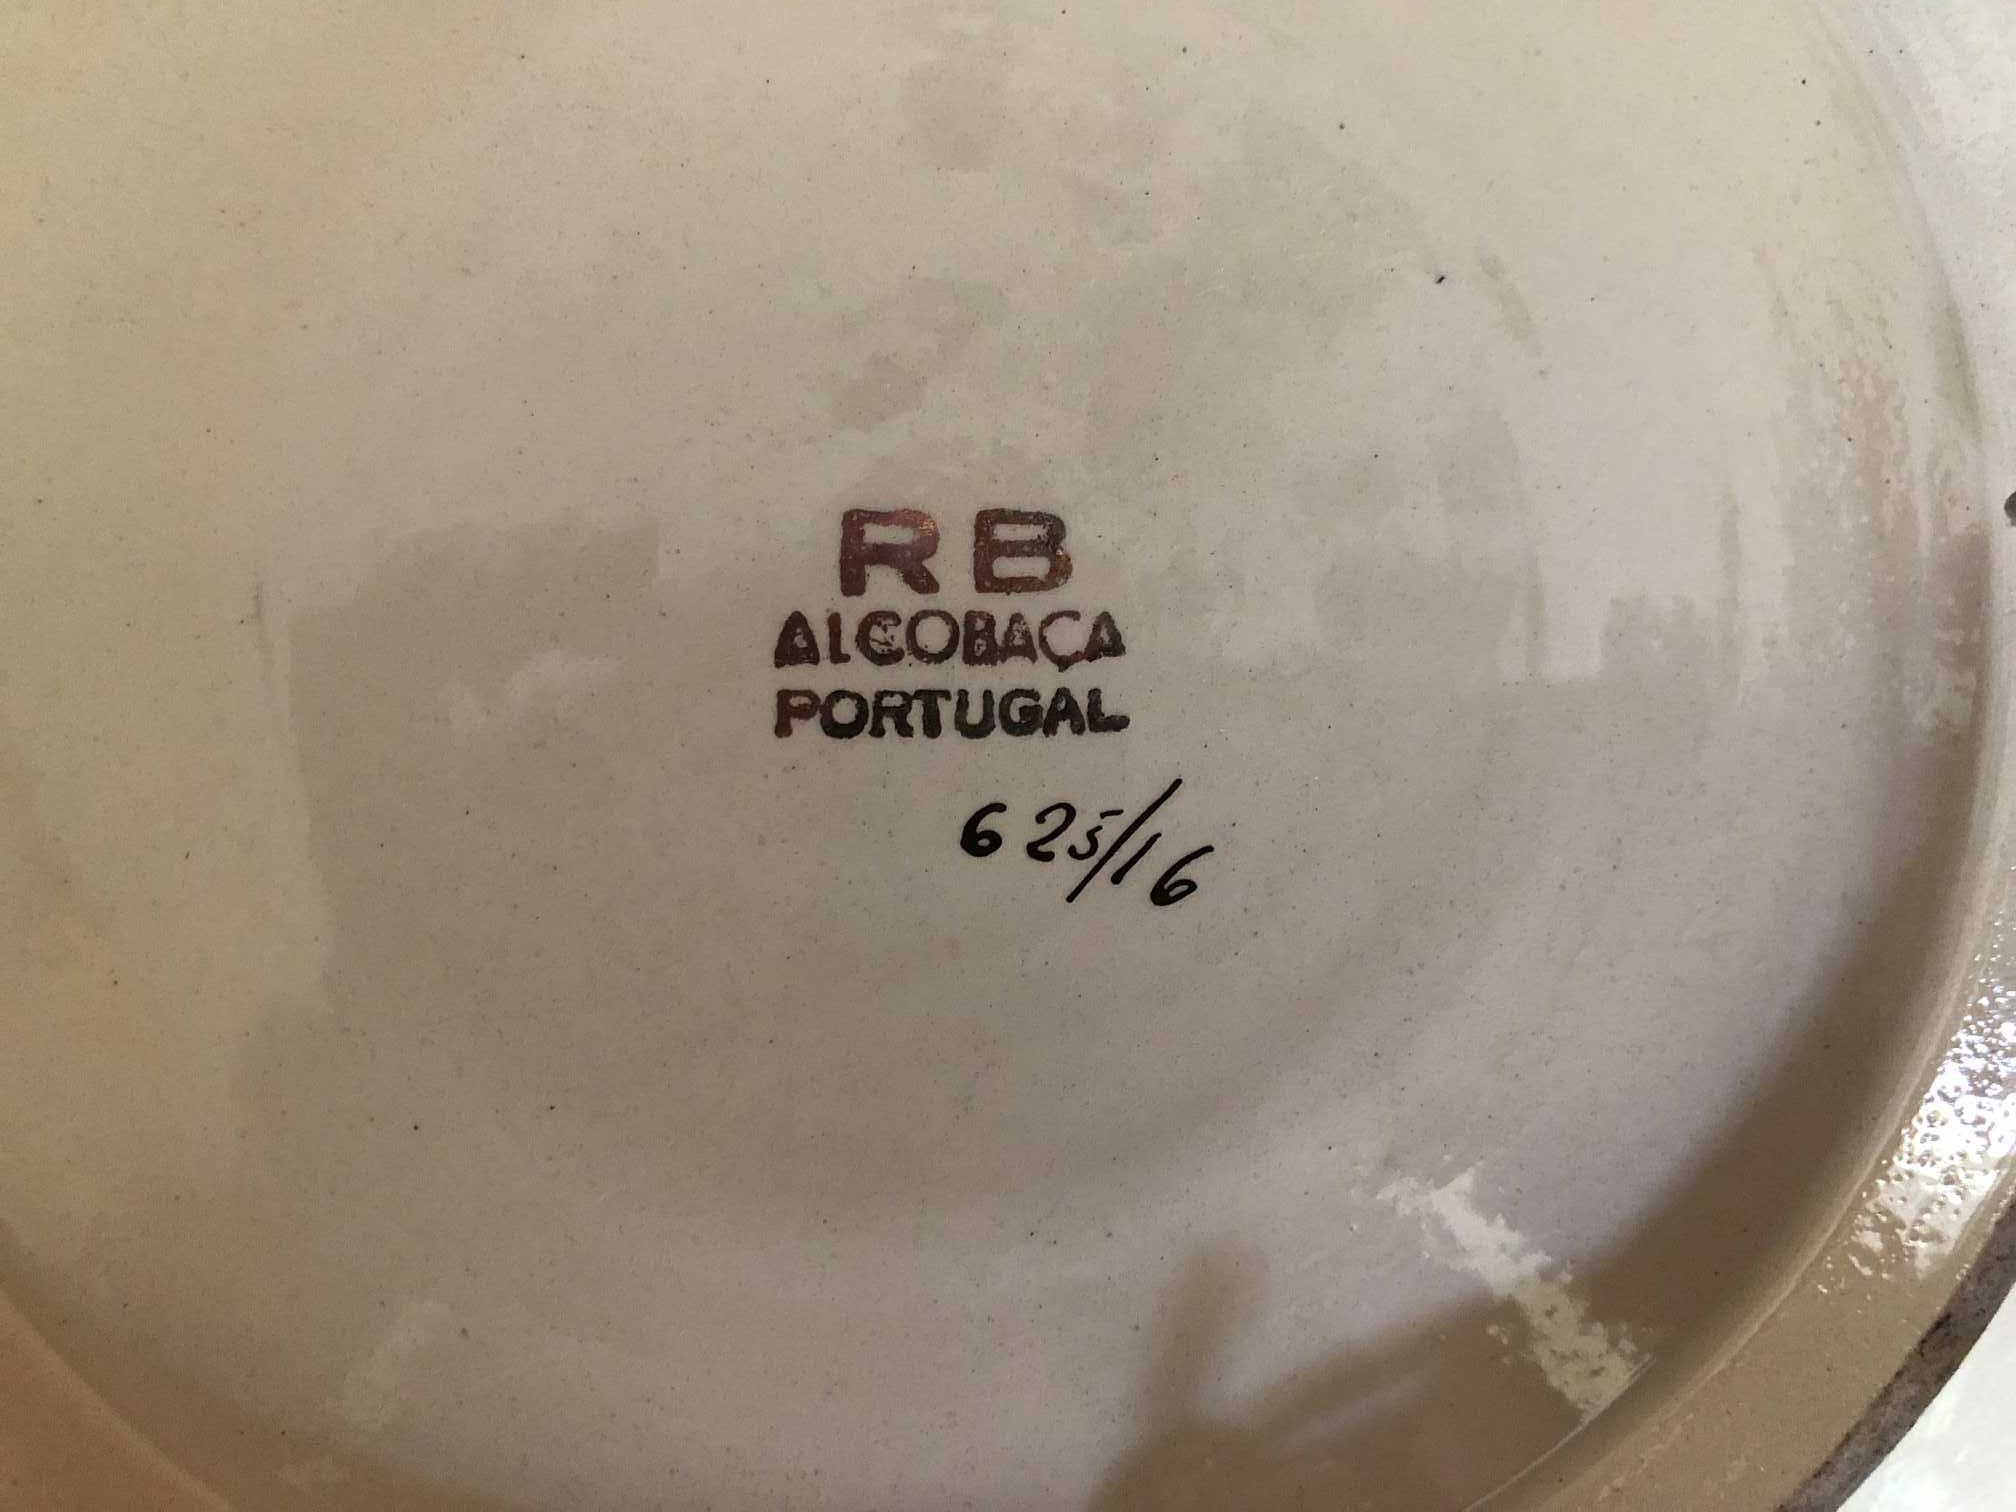 RB
ALCOBAÇA
PORTUGAL
625/16